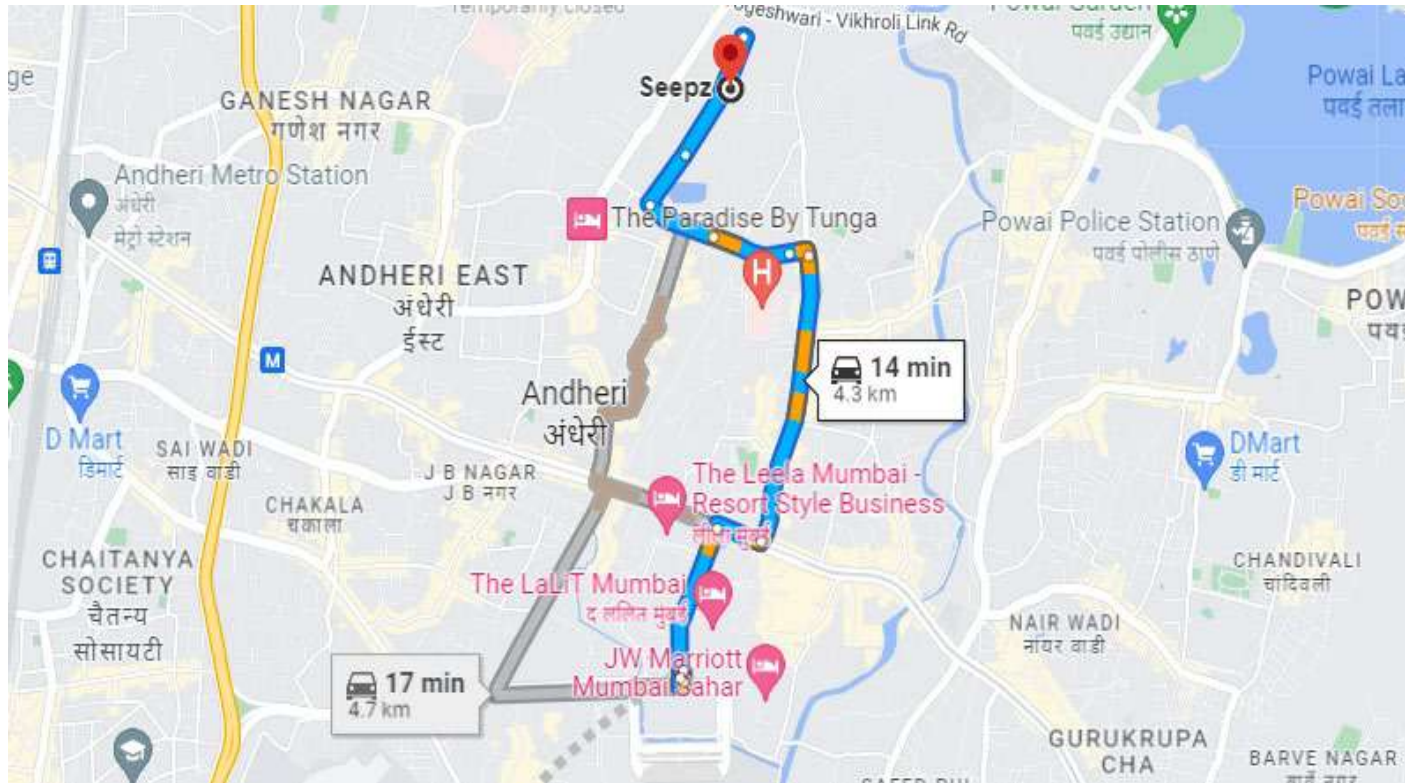 Temporarily closed
ogeshwari - Vikhroli Link Rd
Powai Garden
पवई उद्यान
ge
Seepz
Powai La
पवई तला
GANESH NAGAR
गणेश नगर
Andheri Metro Station
अंधेरी
मेट्रो स्टेशन
The Paradise By Tunga
Powai Police Station
पवई पोलीस ठाणे
Powai So
ANDHERI EAST
अंधेरी
ईस्ट
H
POW
पवई
M
14 min
4.3 km
Andheri
अंधेरी
D Mart
डिमार्ट
SAI WADI
साइ वाडी
J B NAGAR
J B नगर
The Leela Mumbai -
Resort Style Business
लीला मुंबई
DMart
डी मार्ट
CHAKALA
चकाला
CHAITANYA
SOCIETY
चैतन्य
सोसायटी
CHANDIVALI
चांदिवली
The LaLiT Mumbai
द ललित मुंबई
NAIR WADI
नायर वाडी
JW Marriott
Mumbai Sahar
17 min
4.7 km
GURUKRUPA
CHA
BARVE NAGAR